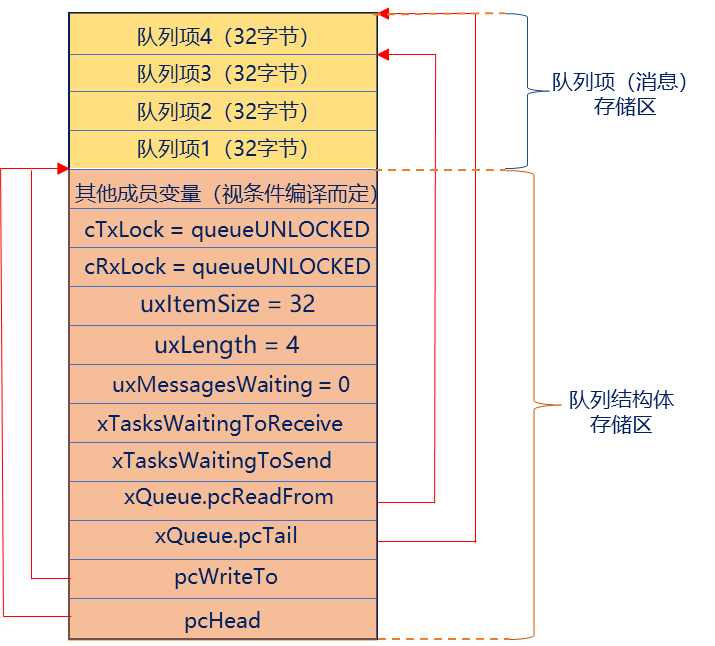 队列项4（32字节）
队列项3（32字节）
队列项2（32字节）
队列项1（32字节）
队列项（消息）
存储区
其他成员变量（视条件编译而定）
cTxLock = queueUNLOCKED
cRxLock = queueUNLOCKED
uxItemSize = 32
uxLength = 4
uxMessagesWaiting = 0
xTasksWaitingToReceive
xTasksWaitingToSend
xQueue.pcReadFrom
xQueue.pcTail
pcWriteTo
pcHead
队列结构体
存储区